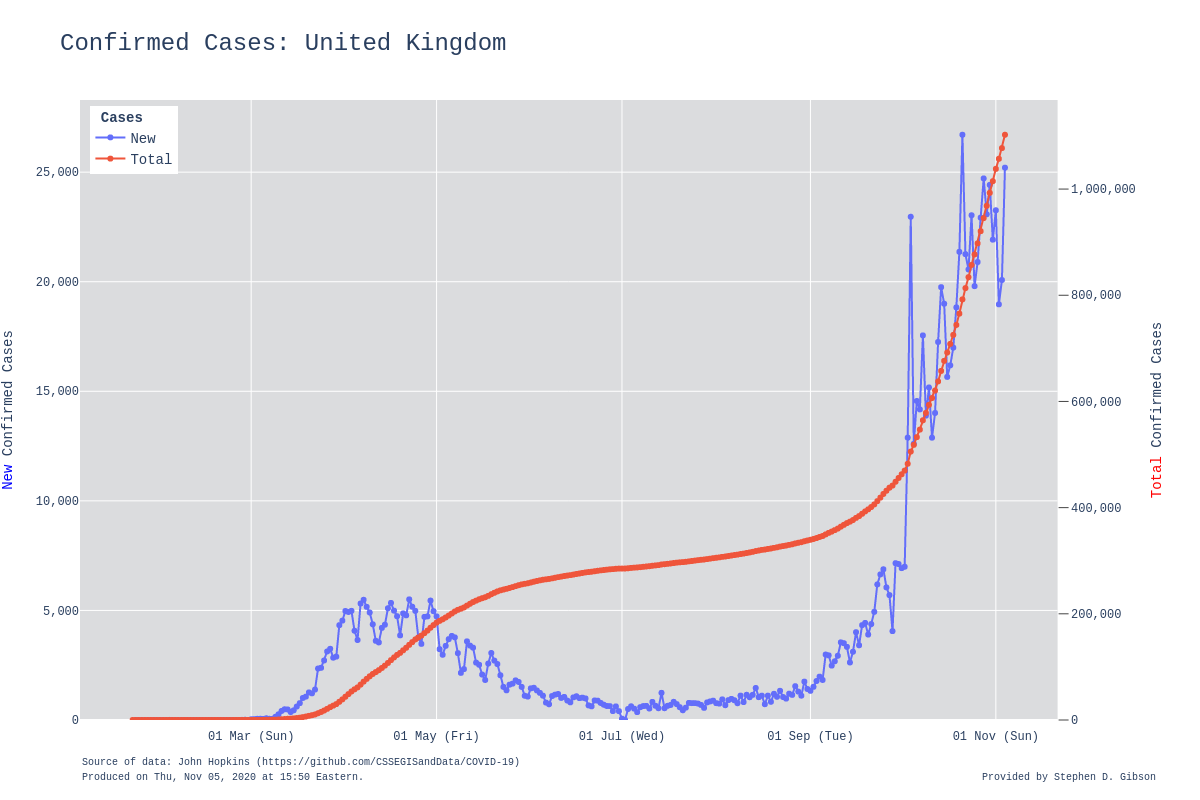 Confirmed Cases: United Kingdom
Cases
New
Total
25,000
20,000
15,000
10,000
5,000
0
New Confirmed Cases
1,000,000
800,000
600,000
400,000
200,000
0
Total Confirmed Cases
01 Mar (Sun)
01 May (Fri)
01 Jul (Wed)
01 Sep (Tue)
01 Nov (Sun)
Source of data: John Hopkins (https://github.com/CSSEGISandData/COVID-19)
Produced on Thu, Nov 05, 2020 at 15:50 Eastern.
Provided by Stephen D. Gibson